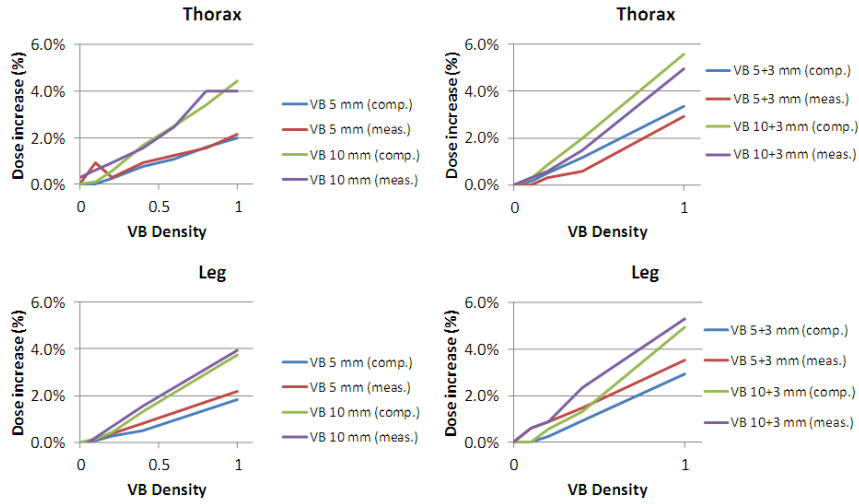 Thorax
Dose increase (%)
6.0%
4.0%
2.0%
0.0%
0
0.5
1
VB Density
VB 5 mm (comp.)
VB 5 mm (meas.)
VB 10 mm (comp.)
VB 10 mm (meas.)
Thorax
Dose increase (%)
6.0%
4.0%
2.0%
0.0%
0
1
VB Density
VB 5+3 mm (comp.)
VB 5+3 mm (meas.)
VB 10+3 mm (comp.)
VB 10+3 mm (meas.)
Leg
Dose increase (%)
6.0%
4.0%
2.0%
0.0%
0
0.5
1
VB Density
VB 5 mm (comp.)
VB 5 mm (meas.)
VB 10 mm (comp.)
VB 10 mm (meas.)
Leg
Dose increase (%)
6.0%
4.0%
2.0%
0.0%
0
1
VB Density
VB 5+3 mm (comp.)
VB 5+3 mm (meas.)
VB 10+3 mm (comp.)
VB 10+3 mm (meas.)